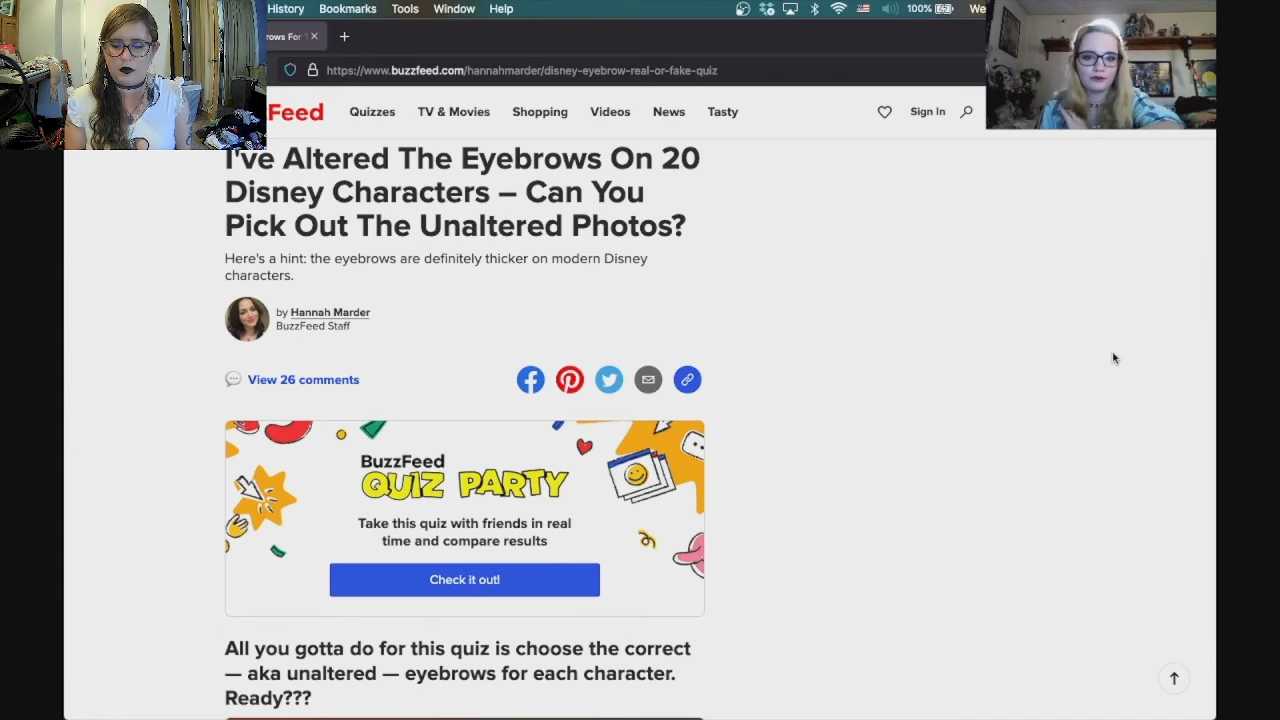 History Bookmarks Tools Window Help 100% We
rows For
https://www.buzzfeed.com/hannahmarder/disney-eyebrow-real-or-fake-quiz
Feed Quizzes TV & Movies Shopping Videos News Tasty Sign In
I've Altered The Eyebrows On 20
Disney Characters – Can You
Pick Out The Unaltered Photos?
Here's a hint: the eyebrows are definitely thicker on modern Disney
characters.
by Hannah Marder
BuzzFeed Staff
View 26 comments
BuzzFeed
QUIZ PARTY
Take this quiz with friends in real
time and compare results
Check it out!
All you gotta do for this quiz is choose the correct
— aka unaltered — eyebrows for each character.
Ready???